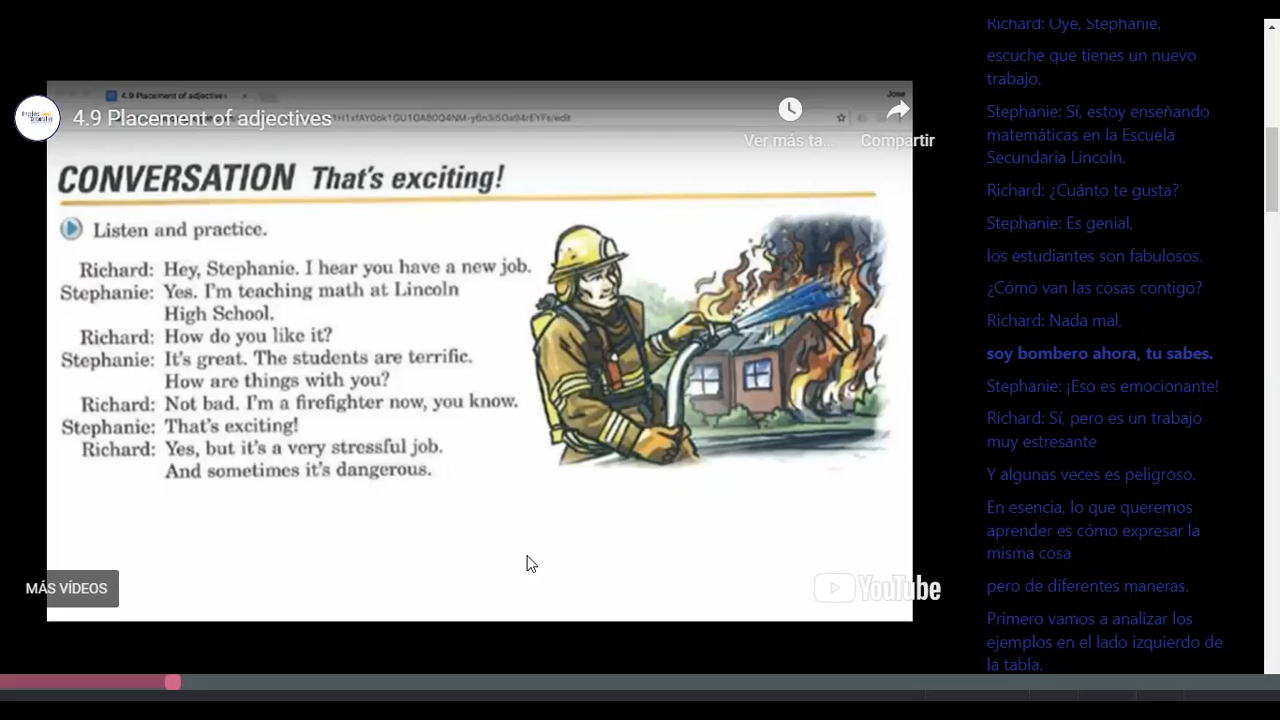 4.9 Placement of adjectives
Jose
4.9 Placement of adjectives
Ver más ta...
Compartir
CONVERSATION That's exciting!
Listen and practice.
Richard: Hey, Stephanie. I hear you have a new job.
Stephanie: Yes. I'm teaching math at Lincoln
High School.
Richard: How do you like it?
Stephanie: It's great. The students are terrific.
How are things with you?
Richard: Not bad. I'm a firefighter now, you know.
Stephanie: That's exciting!
Richard: Yes, but it's a very stressful job.
And sometimes it's dangerous.
MÁS VÍDEOS
YouTube
Richard: Oye, Stephanie,
escuche que tienes un nuevo
trabajo.
Stephanie: Sí, estoy enseñando
matemáticas en la Escuela
Secundaria Lincoln.
Richard: ¿Cuánto te gusta?
Stephanie: Es genial,
los estudiantes son fabulosos.
¿Cómo van las cosas contigo?
Richard: Nada mal,
soy bombero ahora, tu sabes.
Stephanie: ¡Eso es emocionante!
Richard: Sí, pero es un trabajo
muy estresante
Y algunas veces es peligroso.
En esencia, lo que queremos
aprender es cómo expresar la
misma cosa
pero de diferentes maneras.
Primero vamos a analizar los
ejemplos en el lado izquierdo de
la tabla.